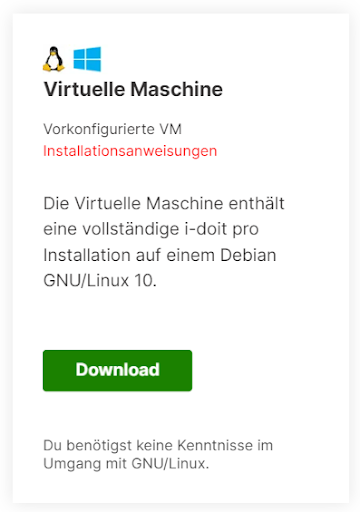 Virtuelle Maschine
Vorkonfigurierte VM
Installationsanweisungen
Die Virtuelle Maschine enthält
eine vollständige i-doit pro
Installation auf einem Debian
GNU/Linux 10.
Download
Du benötigst keine Kenntnisse im
Umgang mit GNU/Linux.